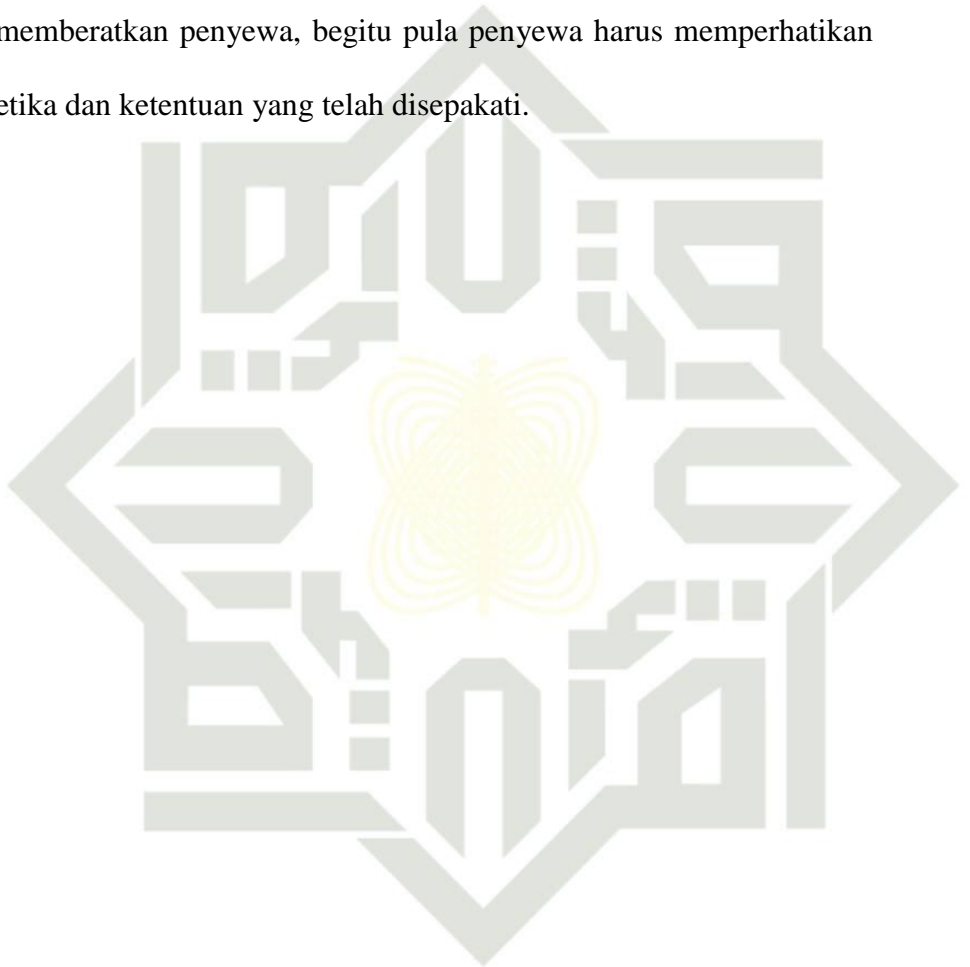 memberatkan penyewa, begitu pula penyewa harus memperhatikan
etika dan ketentuan yang telah disepakati.